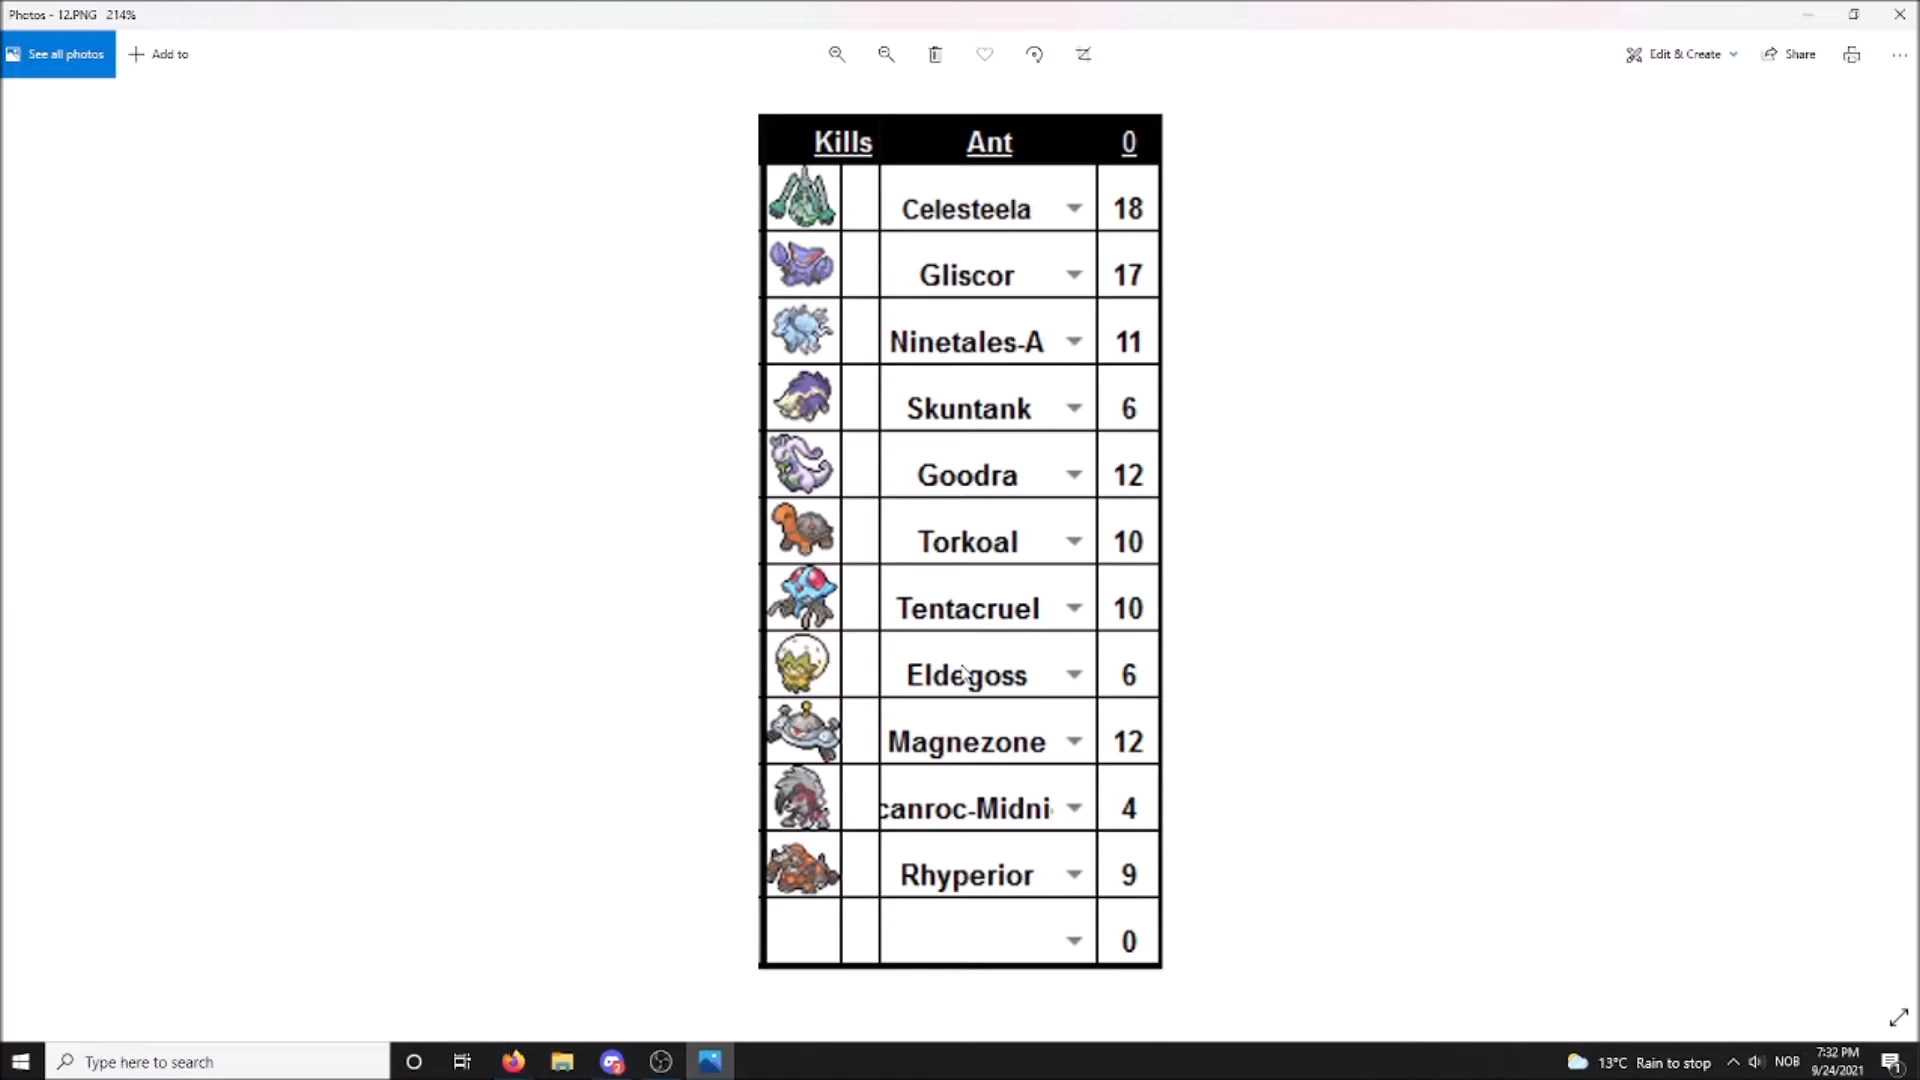 Photos - 12.PNG 214%
See all photos Add to Edit & Create Share
Kills Ant 0
Celesteela 18
Gliscor 17
Ninetales-A 11
Skuntank 6
Goodra 12
Torkoal 10
Tentacruel 10
Eldegoss 6
Magnezone 12
canroc-Midni 4
Rhyperior 9
0
Type here to search 13°C Rain to stop NOB 7:32 PM
9/24/2021